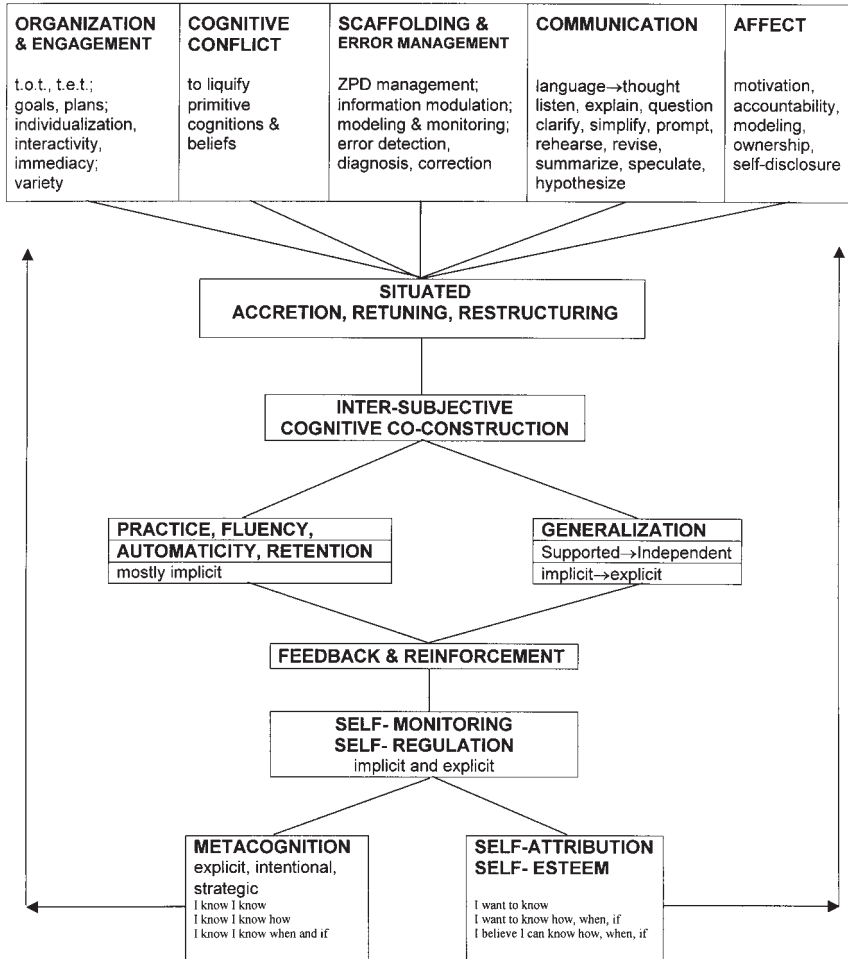 ORGANIZATION
& ENGAGEMENT
t.o.t., t.e.t.;
goals, plans;
individualization,
interactivity,
immediacy;
variety
COGNITIVE
CONFLICT
to liquify
primitive
cognitions &
beliefs
SCAFFOLDING &
ERROR MANAGEMENT
ZPD management;
information modulation;
modeling & monitoring;
error detection,
diagnosis, correction
COMMUNICATION
language→thought
listen, explain, question
clarify, simplify, prompt,
rehearse, revise,
summarize, speculate,
hypothesize
AFFECT
motivation,
accountability,
modeling,
ownership,
self-disclosure
SITUATED
ACCRETION, RETUNING, RESTRUCTURING
INTER-SUBJECTIVE
COGNITIVE CO-CONSTRUCTION
PRACTICE, FLUENCY,
AUTOMATICITY, RETENTION
mostly implicit
GENERALIZATION
Supported→Independent
implicit→explicit
FEEDBACK & REINFORCEMENT
SELF- MONITORING
SELF- REGULATION
implicit and explicit
METACOGNITION
explicit, intentional,
strategic
I know I know
I know I know how
I know I know when and if
SELF-ATTRIBUTION
SELF- ESTEEM
I want to know
I want to know how, when, if
I believe I can know how, when, if